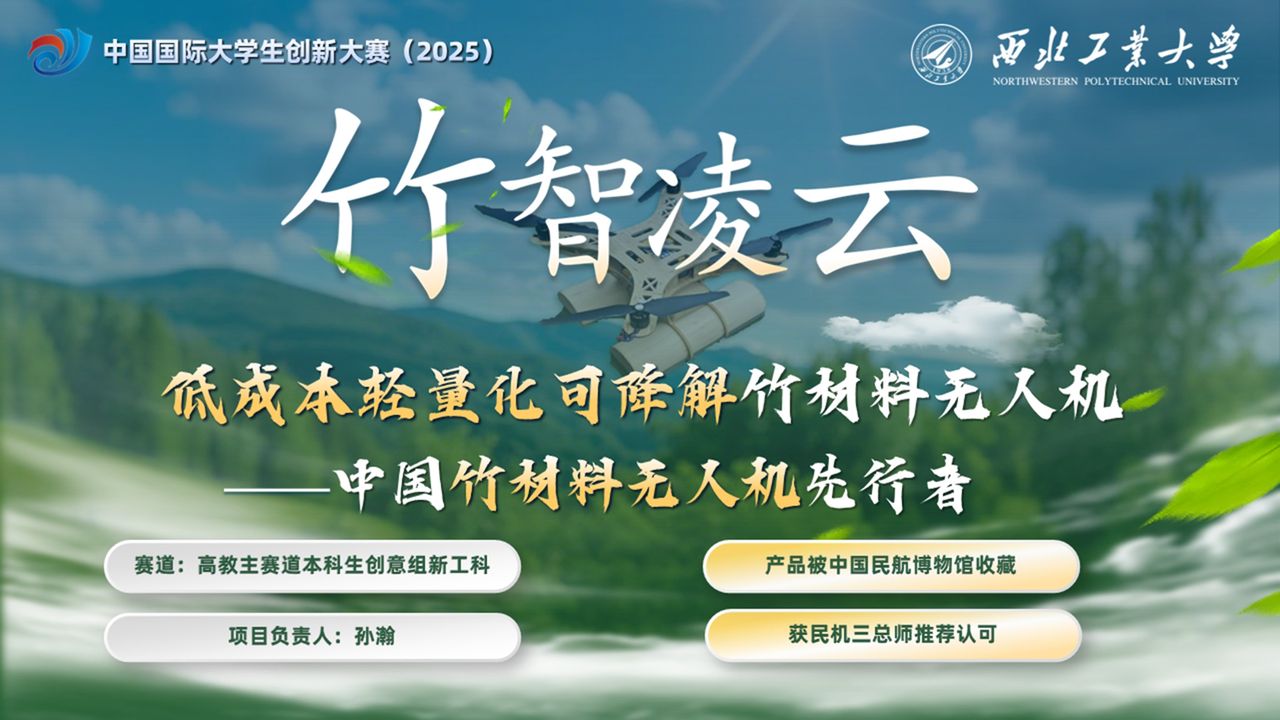 中国国际大学生创新大赛（2025）
西北工业大学
NORTHWESTERN POLYTECHNICAL UNIVERSITY
竹智凌云
低成本轻量化可降解竹材料无人机
——中国竹材料无人机先行者
赛道：高教主赛道本科生创意组新工科
产品被中国民航博物馆收藏
项目负责人：孙瀚
获民机三总师推荐认可